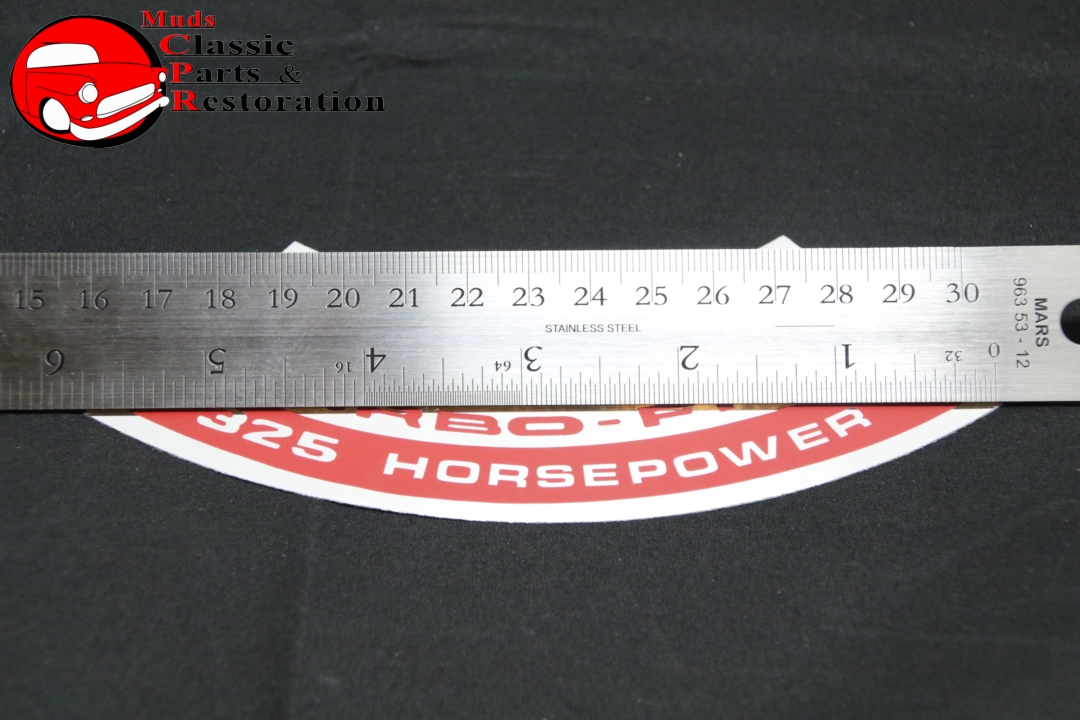 Muds
Classic
Parts &
Restoration
15 16 17 18 19 20 21 22 23 24 25 26 27 28 29 30
STAINLESS STEEL
MARS
963 53 - 12
6 5 16 4 64 3 2 1 32 0
325 HORSEPOWER